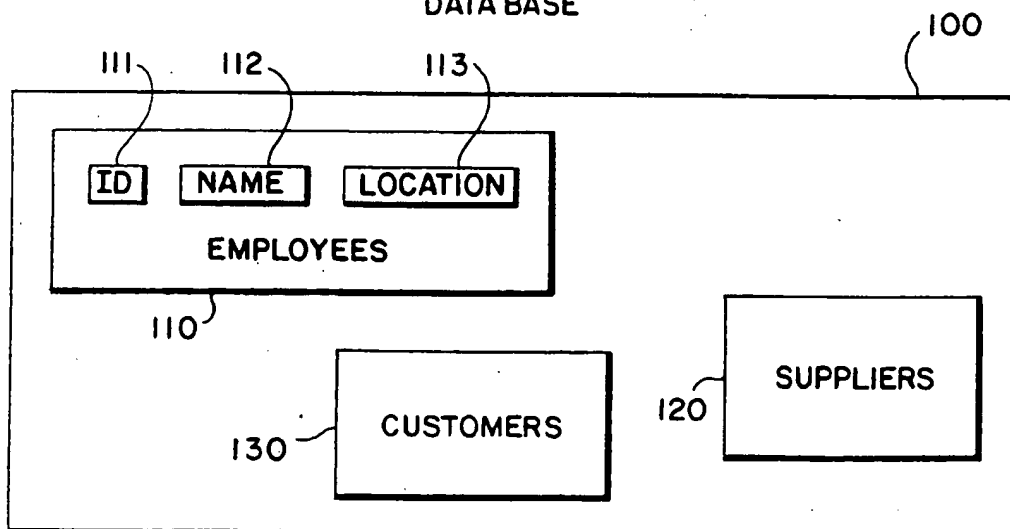 DATA BASE
100
111 112 113
ID NAME LOCATION
EMPLOYEES
110
SUPPLIERS
120
CUSTOMERS
130